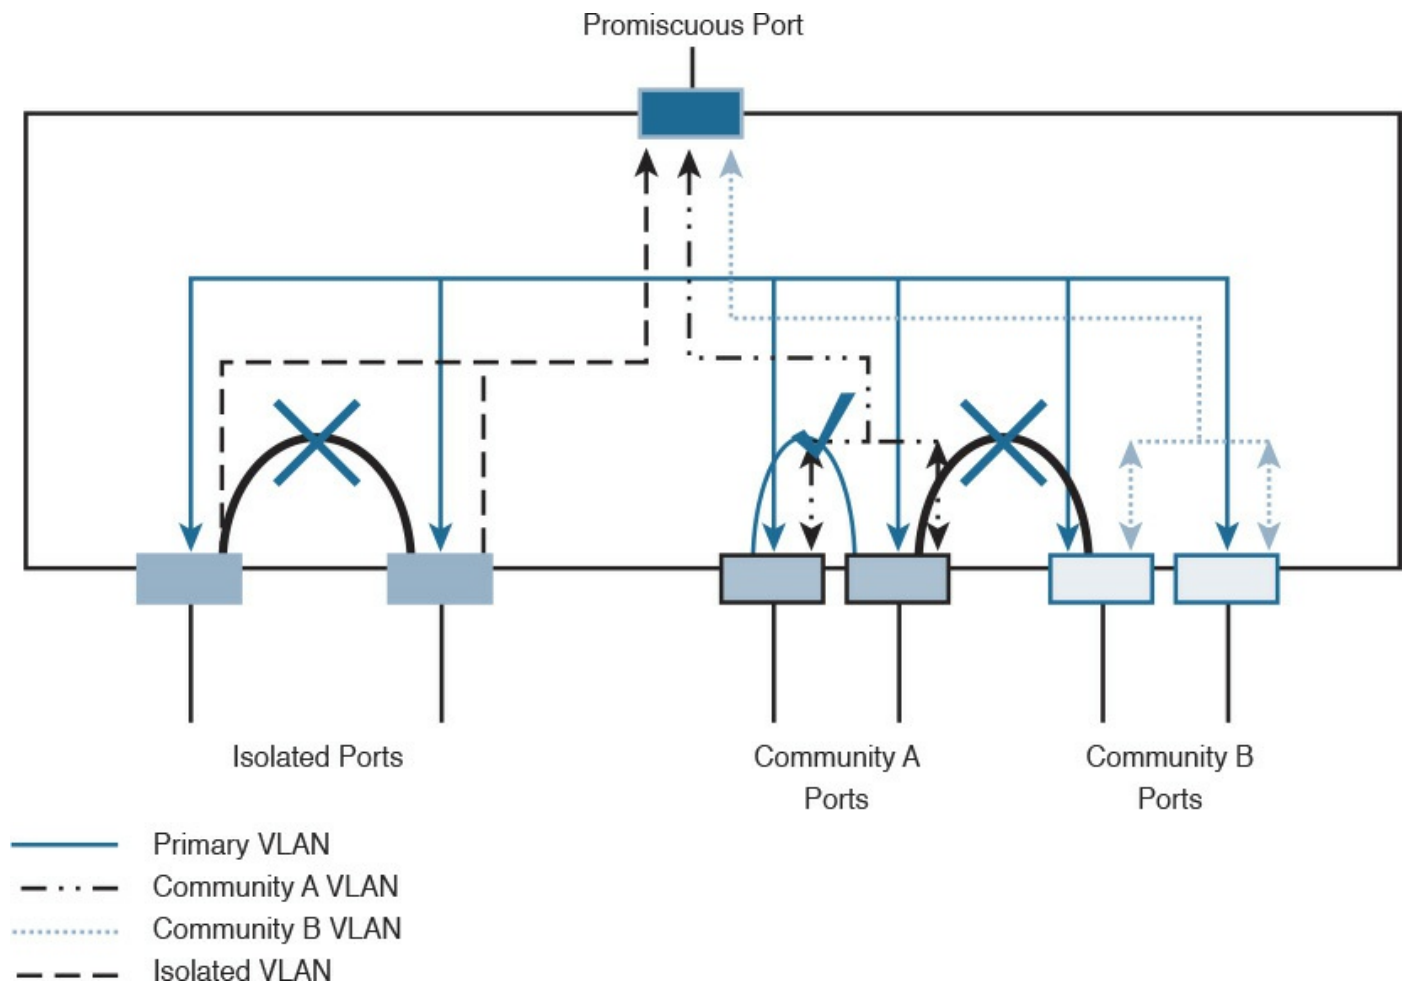 Promiscuous Port
Isolated Ports
Community A
Ports
Community B
Ports
Primary VLAN
Community A VLAN
Community B VLAN
Isolated VLAN